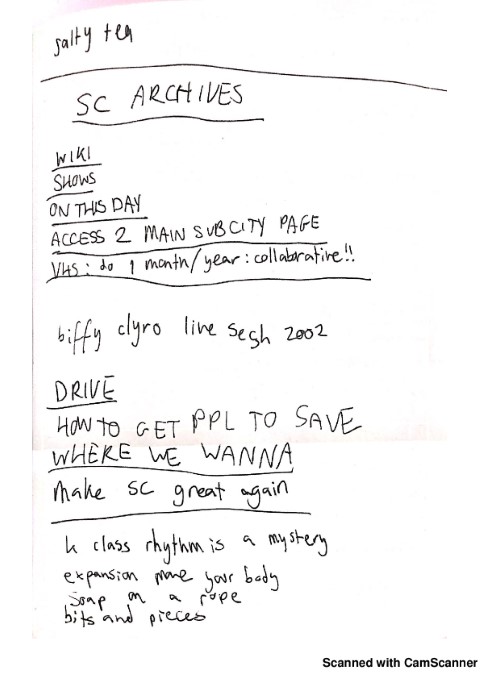 salty tea
SC ARCHIVES
WIKI
SHOWS
ON THIS DAY
ACCESS 2 MAIN SUBCITY PAGE
VHS: do 1 month/year: collaborative!!
biffy clyro live sesh 2002
DRIVE
HOW TO GET PPL TO SAVE
WHERE WE WANNA
make SC great again
k class rhythm is a mystery
expansion move your body
soap on a rope
bits and pieces
Scanned with CamScanner